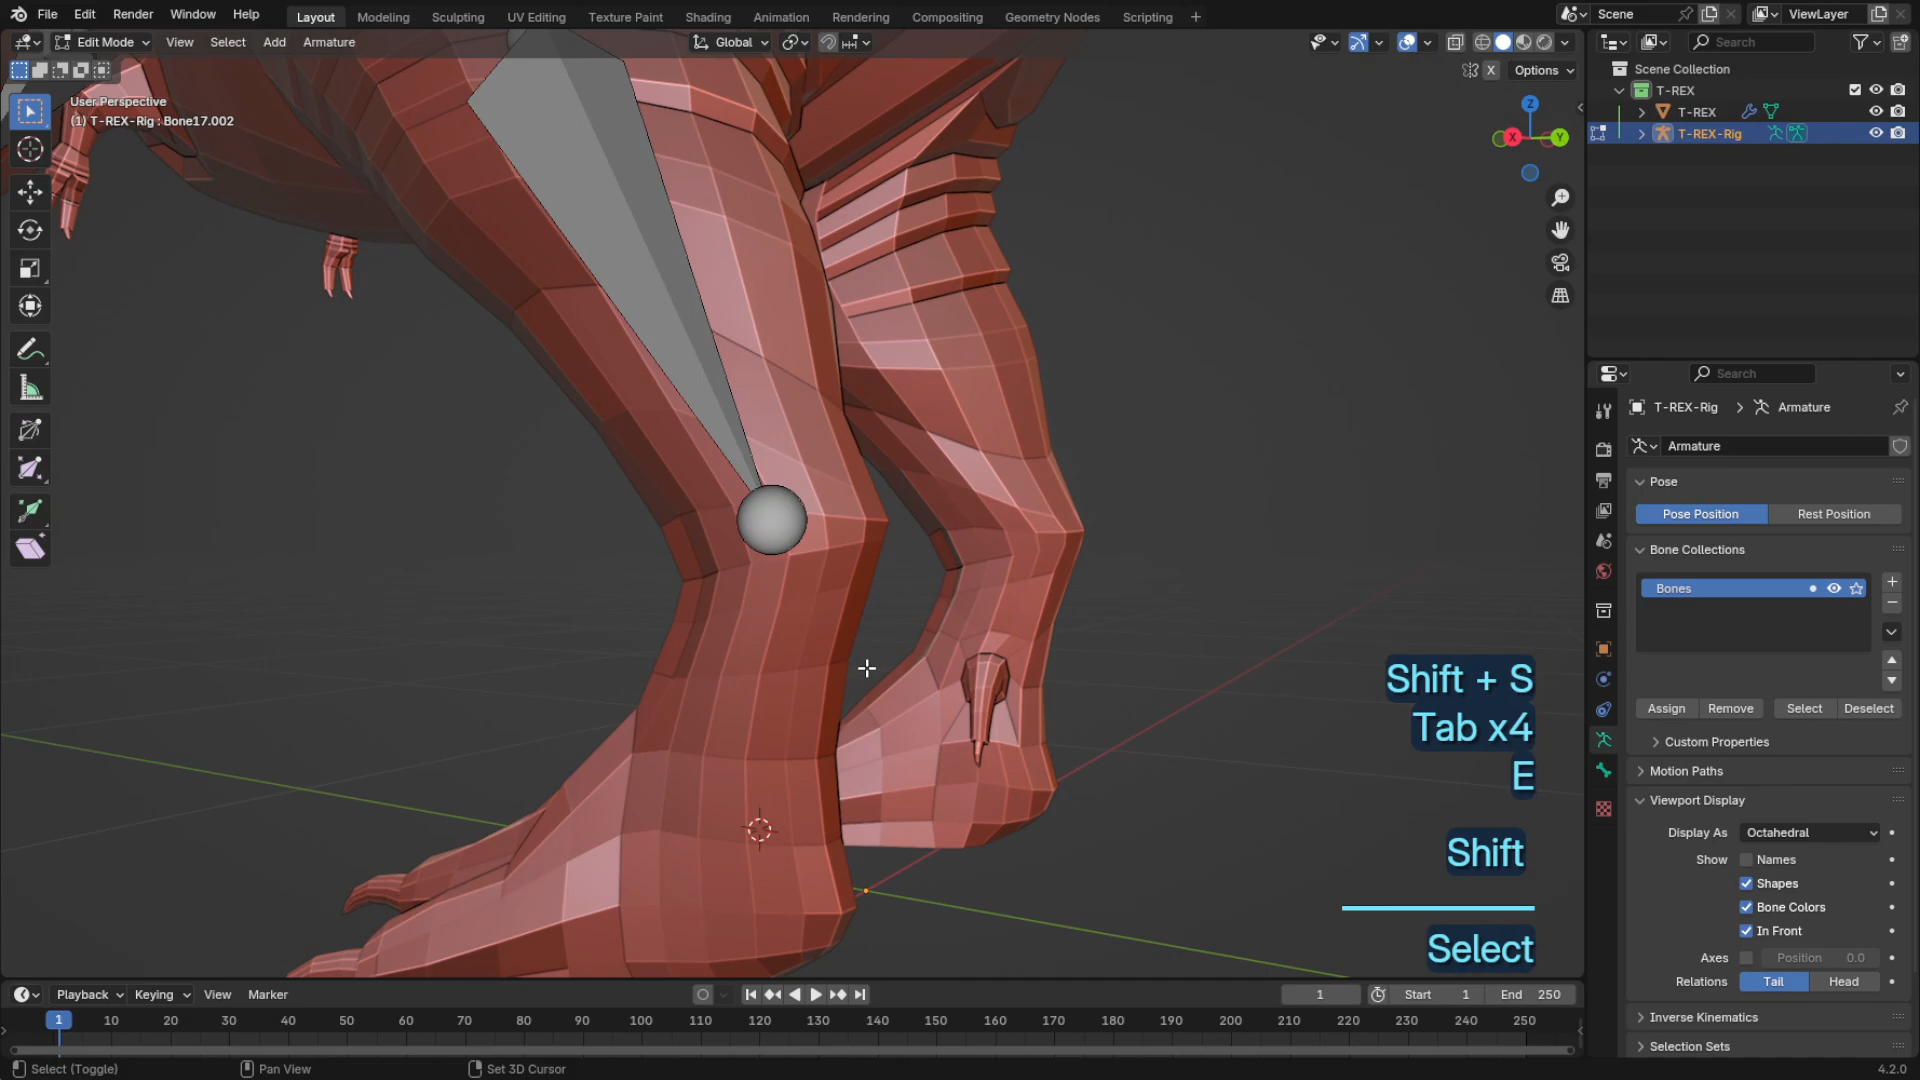 File Edit Render Window Help Layout Modeling Sculpting UV Editing Texture Paint Shading Animation Rendering Compositing Geometry Nodes Scripting + Scene ViewLayer
Edit Mode View Select Add Armature Global Search
X Options
User Perspective
(1) T-REX-Rig : Bone17.002
Z
X Y
Scene Collection
T-REX
T-REX
T-REX-Rig
Search
T-REX-Rig > Armature
Armature
Pose
Pose Position Rest Position
Bone Collections
Bones
Assign Remove Select Deselect
Custom Properties
Motion Paths
Viewport Display
Display As Octahedral
Show Names
Shapes
Bone Colors
In Front
Axes Position 0.0
Relations Tail Head
Inverse Kinematics
Selection Sets
Shift + S
Tab x4
E
Shift
Select
Playback Keying View Marker 1 Start 1 End 250
1 10 20 30 40 50 60 70 80 90 100 110 120 130 140 150 160 170 180 190 200 210 220 230 240 250
Select (Toggle) Pan View Set 3D Cursor 4.2.0